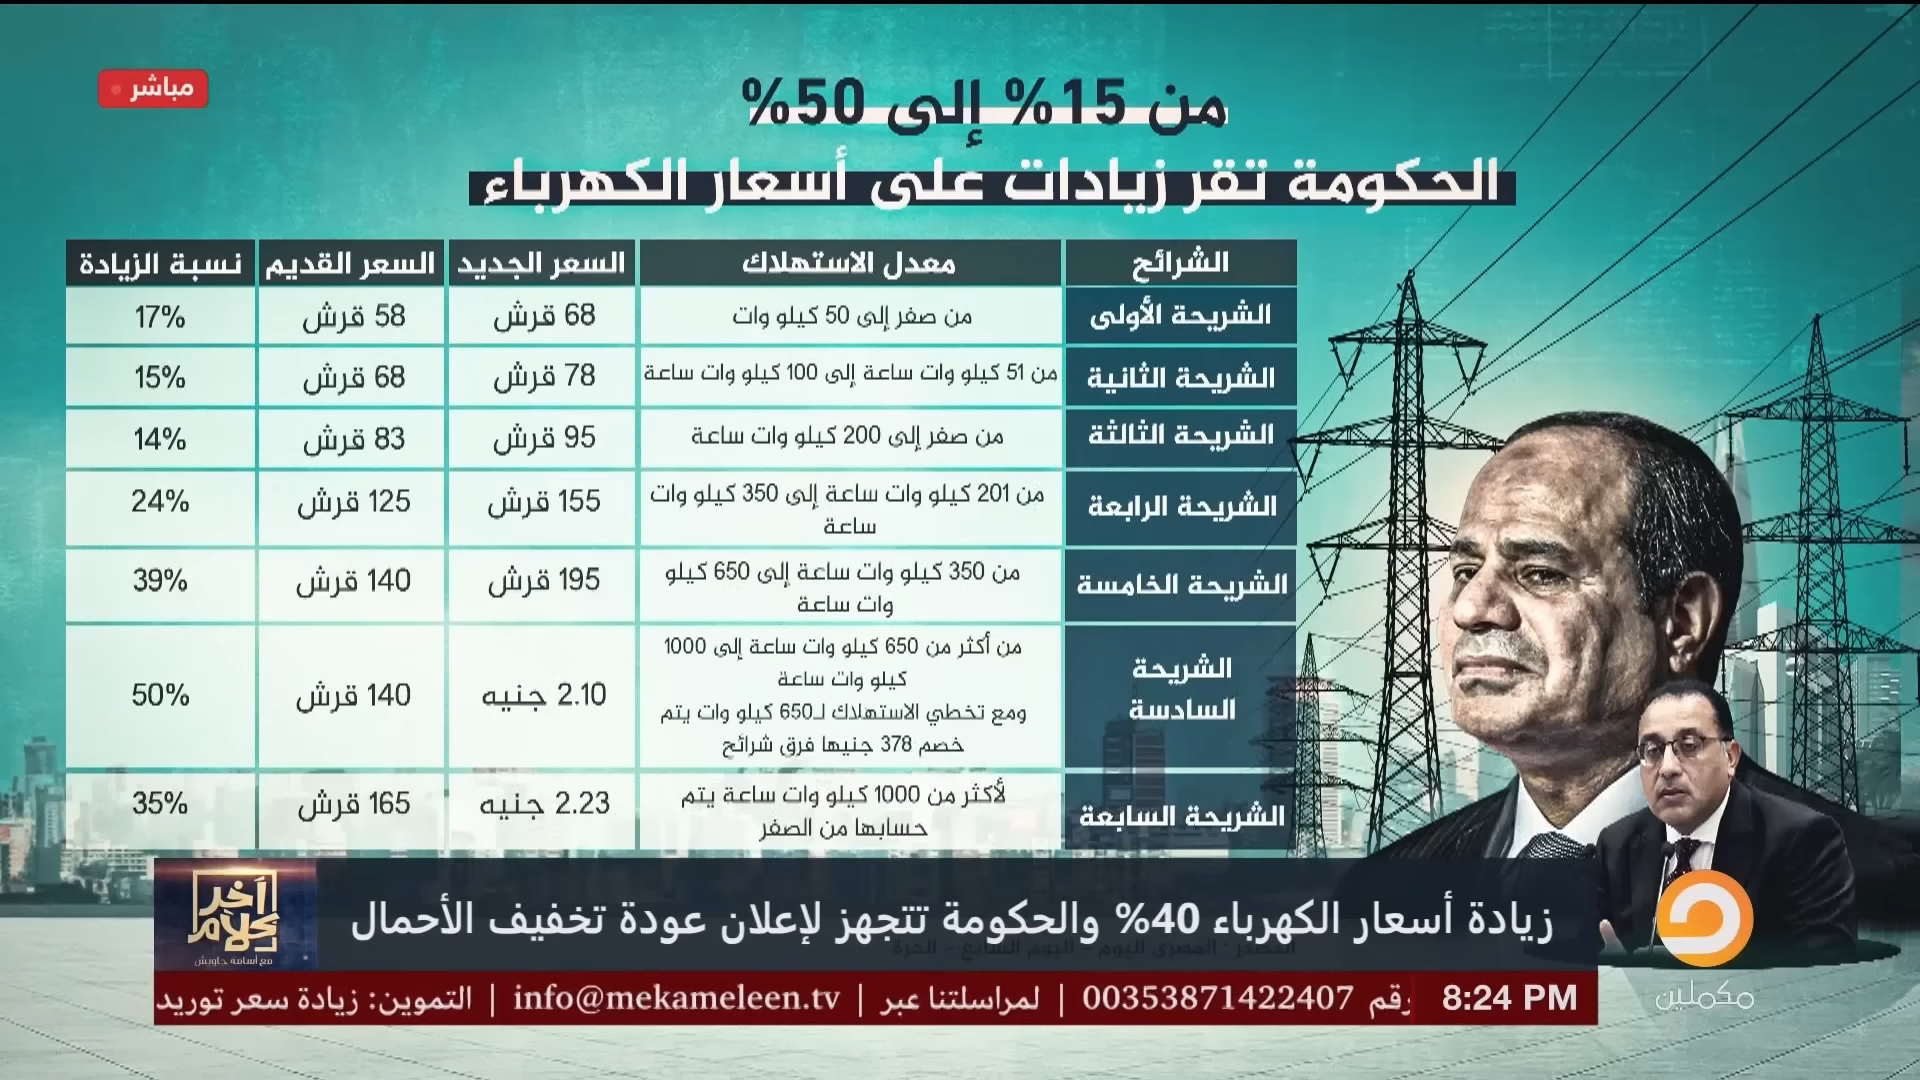 مباشر
من 15% إلى 50%
الحكومة تقر زيادات على أسعار الكهرباء
الشرائح | معدل الاستهلاك | السعر الجديد | السعر القديم | نسبة الزيادة
الشريحة الأولى | من صفر إلى 50 كيلو وات | 68 قرش | 58 قرش | 17%
الشريحة الثانية | من 51 كيلو وات ساعة إلى 100 كيلو وات ساعة | 78 قرش | 68 قرش | 15%
الشريحة الثالثة | من صفر إلى 200 كيلو وات ساعة | 95 قرش | 83 قرش | 14%
الشريحة الرابعة | من 201 كيلو وات ساعة إلى 350 كيلو وات
ساعة | 155 قرش | 125 قرش | 24%
الشريحة الخامسة | من 350 كيلو وات ساعة إلى 650 كيلو
وات ساعة | 195 قرش | 140 قرش | 39%
الشريحة
السادسة | من أكثر من 650 كيلو وات ساعة إلى 1000
كيلو وات ساعة
ومع تخطي الاستهلاك لـ650 كيلو وات يتم
خصم 378 جنيها فرق شرائح | 2.10 جنيه | 140 قرش | 50%
الشريحة السابعة | لأكثر من 1000 كيلو وات ساعة يتم
حسابها من الصفر | 2.23 جنيه | 165 قرش | 35%
زيادة أسعار الكهرباء 40% والحكومة تتجهز لإعلان عودة تخفيف الأحمال
المصدر : المصري اليوم - اليوم السابع - الحرة
آخر
كلام
مع أسامة جاويش
8:24 PM
رقم 00353871422407 | لمراسلتنا عبر | info@mekameleen.tv | التموين: زيادة سعر توريد
مكملين